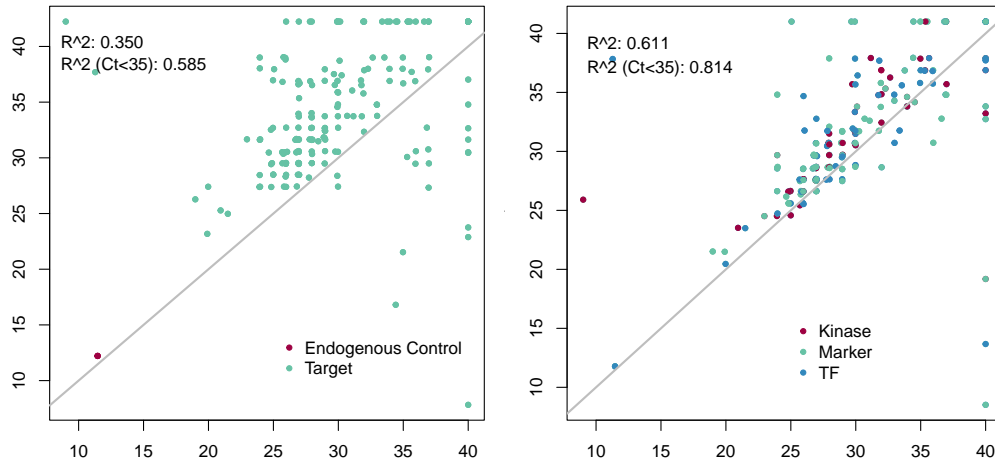 R^2: 0.350
R^2 (Ct<35): 0.585
40
35
30
25
20
15
10
Endogenous Control
Target
10 15 20 25 30 35 40
R^2: 0.611
R^2 (Ct<35): 0.814
40
35
30
25
20
15
10
Kinase
Marker
TF
10 15 20 25 30 35 40